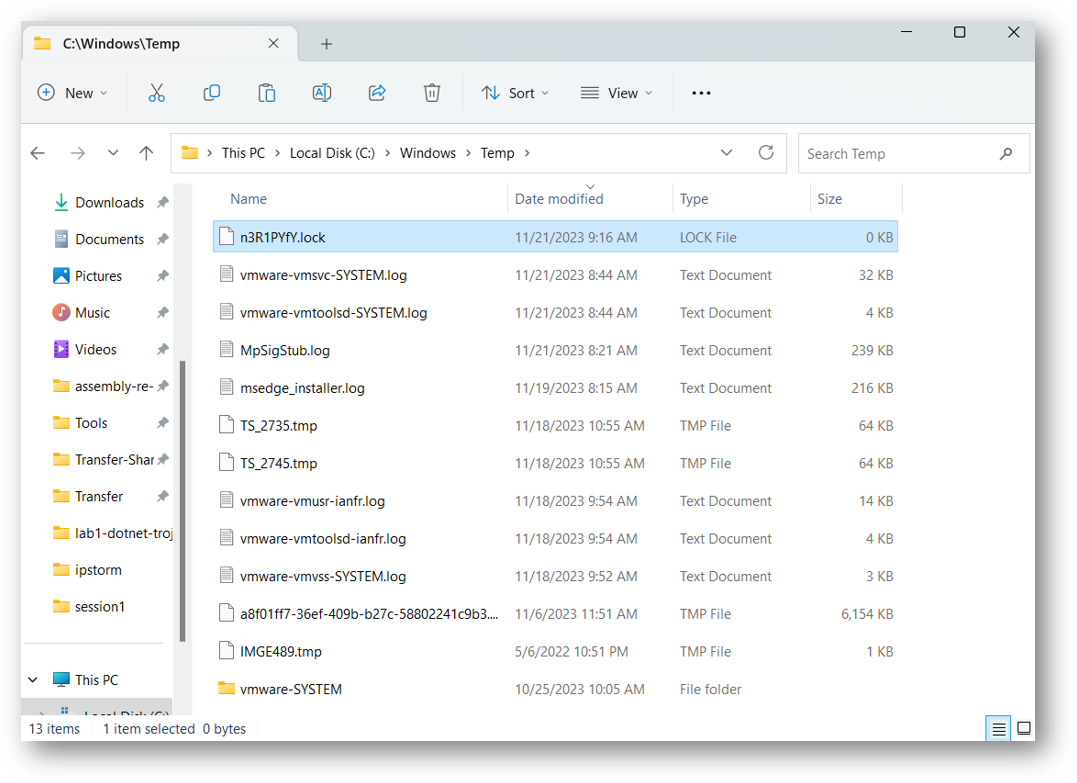 C:\Windows\Temp
New Sort View
This PC Local Disk (C:) Windows Temp Search Temp
Name Date modified Type Size
Downloads
Documents
Pictures
Music
Videos
assembly-re-
Tools
Transfer-Shar
Transfer
lab1-dotnet-troj
ipstorm
session1
This PC
Local Disk (C:)
n3R1PYfY.lock 11/21/2023 9:16 AM LOCK File 0 KB
vmware-vmsvc-SYSTEM.log 11/21/2023 8:44 AM Text Document 32 KB
vmware-vmtoolsd-SYSTEM.log 11/21/2023 8:44 AM Text Document 4 KB
MpSigStub.log 11/21/2023 8:21 AM Text Document 239 KB
msedge_installer.log 11/19/2023 8:15 AM Text Document 216 KB
TS_2735.tmp 11/18/2023 10:55 AM TMP File 64 KB
TS_2745.tmp 11/18/2023 10:55 AM TMP File 64 KB
vmware-vmusr-ianfr.log 11/18/2023 9:54 AM Text Document 14 KB
vmware-vmtoolsd-ianfr.log 11/18/2023 9:54 AM Text Document 4 KB
vmware-vmvss-SYSTEM.log 11/18/2023 9:52 AM Text Document 3 KB
a8f01ff7-36ef-409b-b27c-58802241c9b3.... 11/6/2023 11:51 AM TMP File 6,154 KB
IMGE489.tmp 5/6/2022 10:51 PM TMP File 1 KB
vmware-SYSTEM 10/25/2023 10:05 AM File folder
13 items 1 item selected 0 bytes